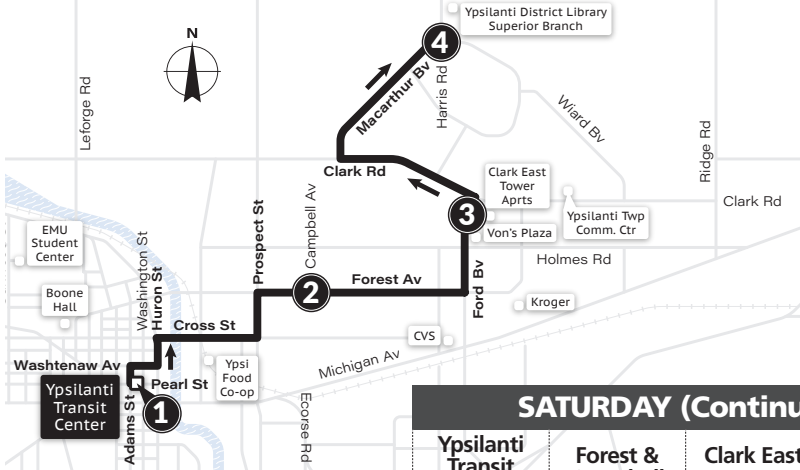 Ypsilanti District Library
Superior Branch
N
4
Macarthur Bv
Harris Rd
Leforge Rd
Wiard Bv
Ridge Rd
Clark Rd
Clark East
Tower
Aprts
Clark Rd
3
Ypsilanti Twp
Comm. Ctr
Von's Plaza
EMU
Student
Center
Washington St
Huron St
Prospect St
Campbell Av
Holmes Rd
Boone
Hall
2
Forest Av
Ford Bv
Kroger
Cross St
CVS
Washtenaw Av
Michigan Av
Ypsi
Food
Co-op
Pearl St
Ypsilanti
Transit
Center
1
Adams St
Ecorse Rd
SATURDAY (Continu
Ypsilanti
Transit
Forest &
Clark East